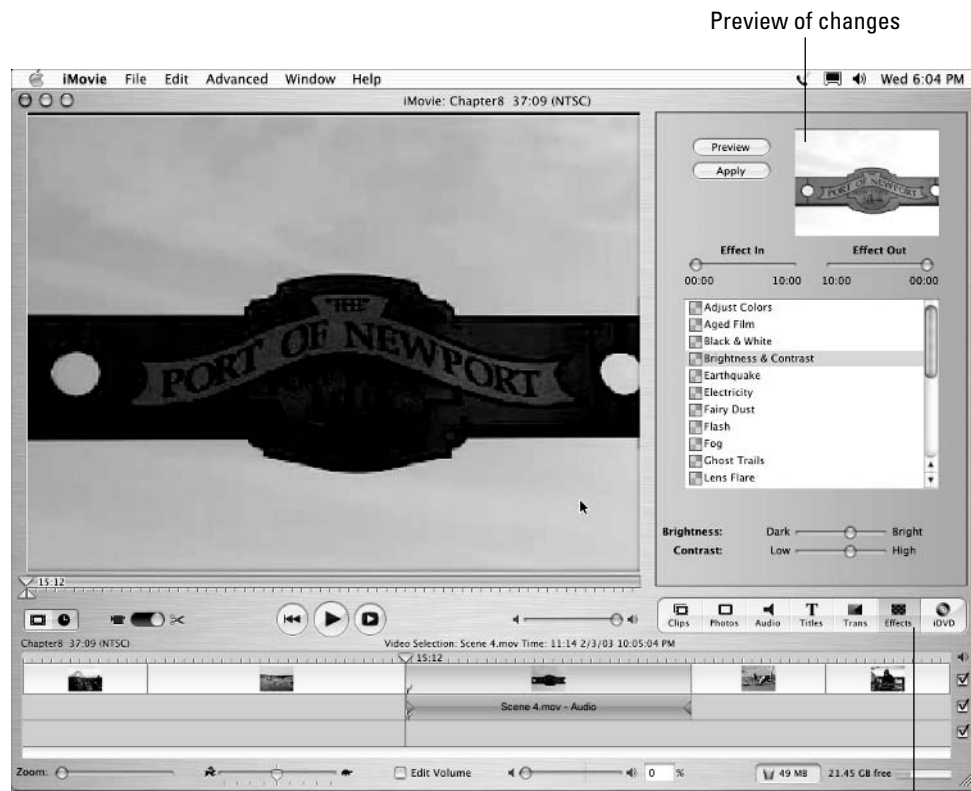 Preview of changes
iMovie File Edit Advanced Window Help Wed 6:04 PM
iMovie: Chapter8 37:09 (NTSC)
Preview
Apply
PORT OF NEWPORT
Effect In Effect Out
00:00 10:00 10:00 00:00
THE
PORT OF NEWPORT
Adjust Colors
Aged Film
Black & White
Brightness & Contrast
Earthquake
Electricity
Fairy Dust
Flash
Fog
Ghost Trails
Lens Flare
Brightness: Dark Bright
Contrast: Low High
15:12
Clips Photos Audio Titles Trans Effects iDVD
Chapter8 37:09 (NTSC) Video Selection: Scene 4.mov Time: 11:14 2/3/03 10:05:04 PM
15:12
Scene 4.mov - Audio
Zoom: Edit Volume 0 % 49 MB 21.45 GB free